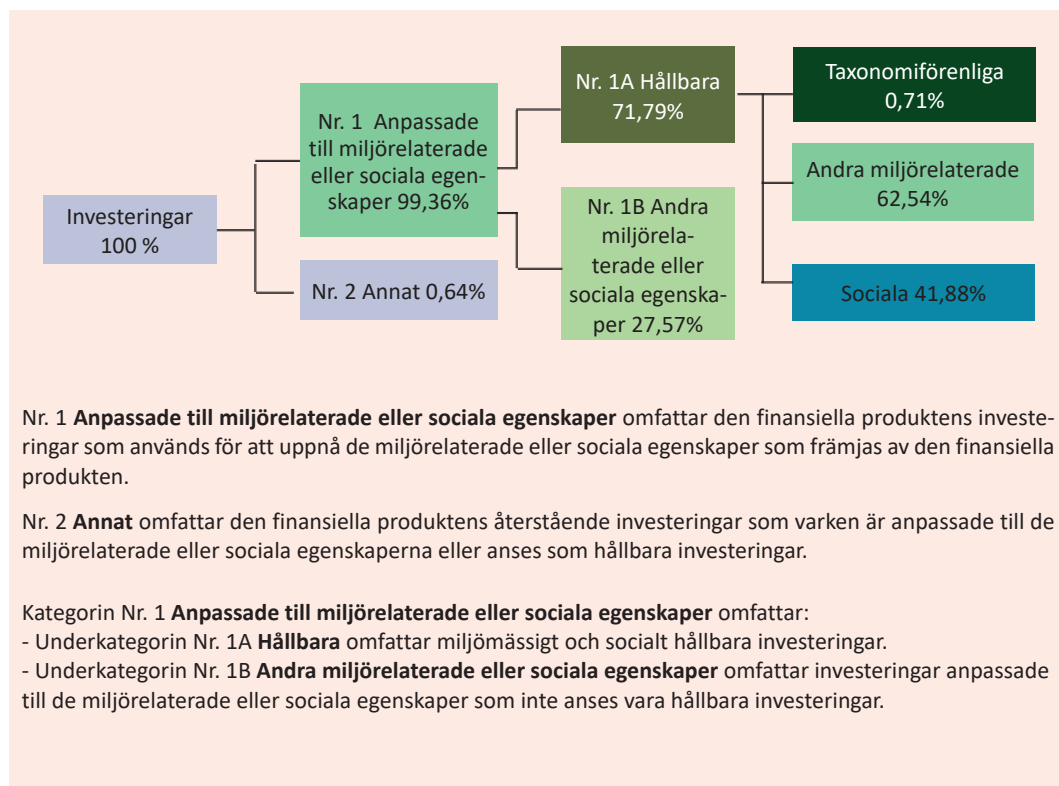 Investeringar
100 %
Nr. 1 Anpassade
till miljörelaterade
eller sociala egen-
skaper 99,36%
Nr. 2 Annat 0,64%
Nr. 1A Hållbara
71,79%
Nr. 1B Andra
miljörela-
terade eller
sociala egenska-
per 27,57%
Taxonomiförenliga
0,71%
Andra miljörelaterade
62,54%
Sociala 41,88%
Nr. 1 Anpassade till miljörelaterade eller sociala egenskaper omfattar den finansiella produktens investe-
ringar som används för att uppnå de miljörelaterade eller sociala egenskaper som främjas av den finansiella
produkten.
Nr. 2 Annat omfattar den finansiella produktens återstående investeringar som varken är anpassade till de
miljörelaterade eller sociala egenskaperna eller anses som hållbara investeringar.
Kategorin Nr. 1 Anpassade till miljörelaterade eller sociala egenskaper omfattar:
- Underkategorin Nr. 1A Hållbara omfattar miljömässigt och socialt hållbara investeringar.
- Underkategorin Nr. 1B Andra miljörelaterade eller sociala egenskaper omfattar investeringar anpassade
till de miljörelaterade eller sociala egenskaper som inte anses vara hållbara investeringar.